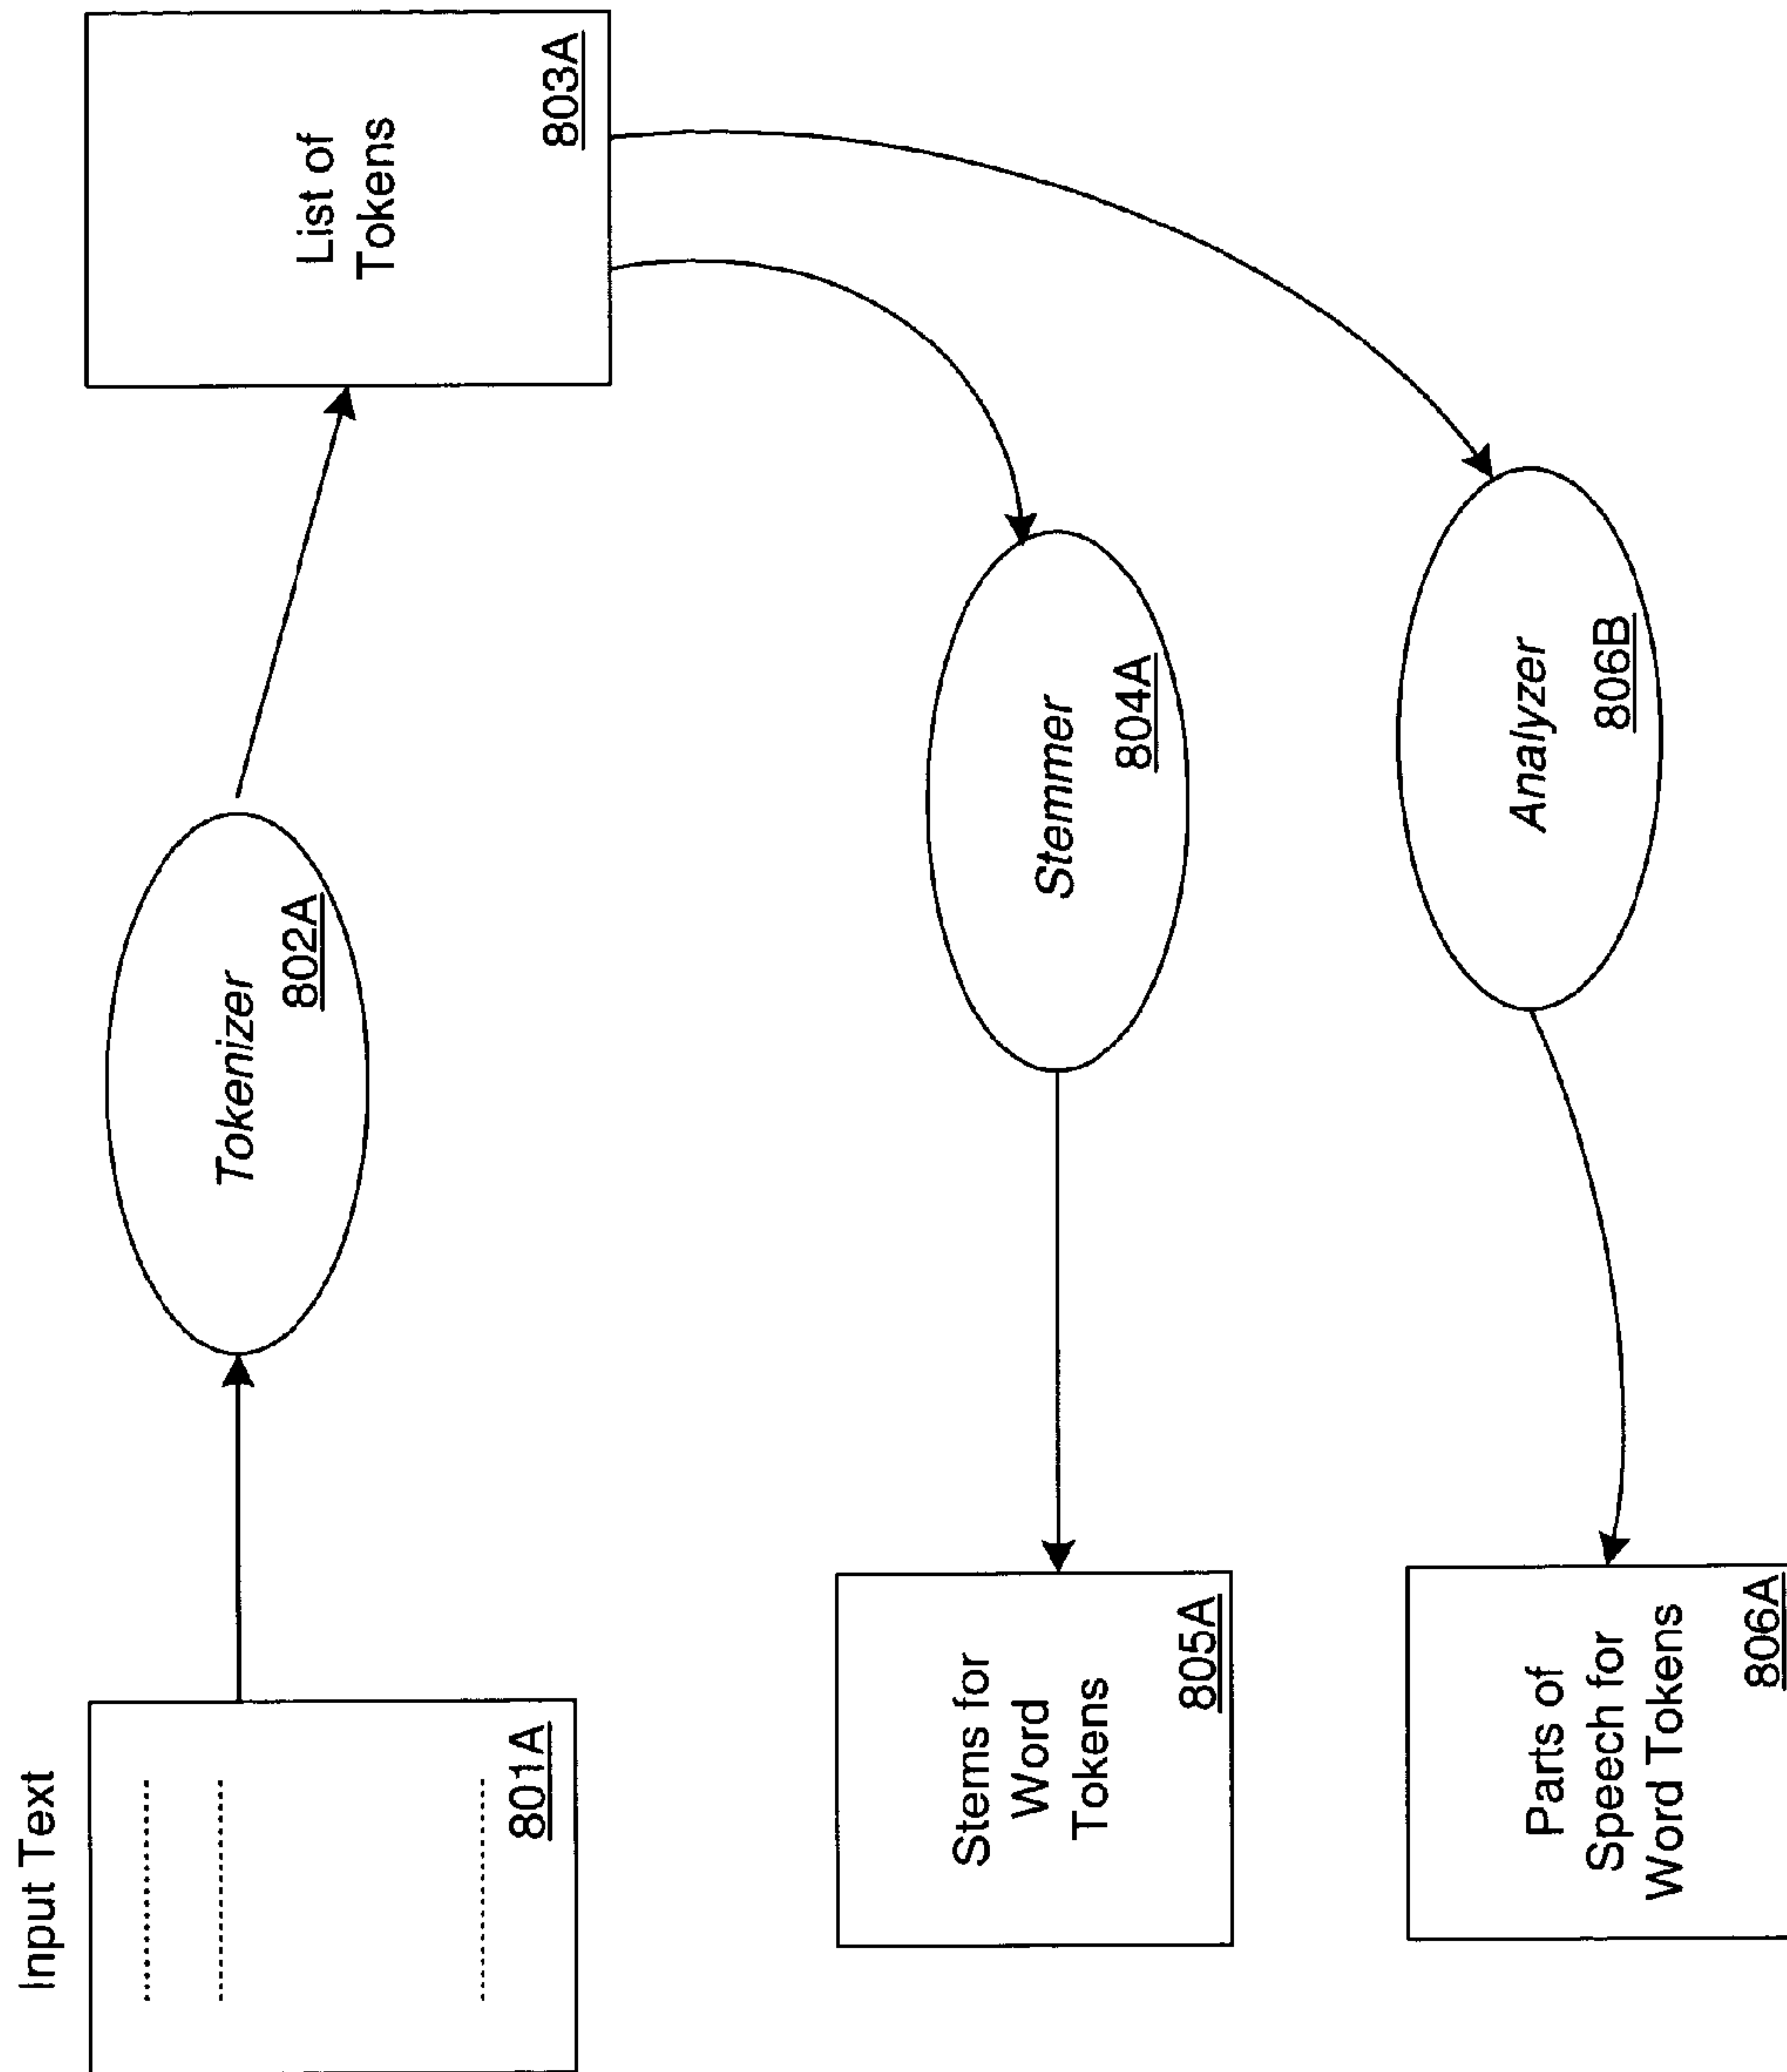 Input Text
801A
Tokenizer
802A
List of
Tokens
803A
Stems for
Word
Tokens
805A
Stemmer
804A
Parts of
Speech for
Word Tokens
806A
Analyzer
806B